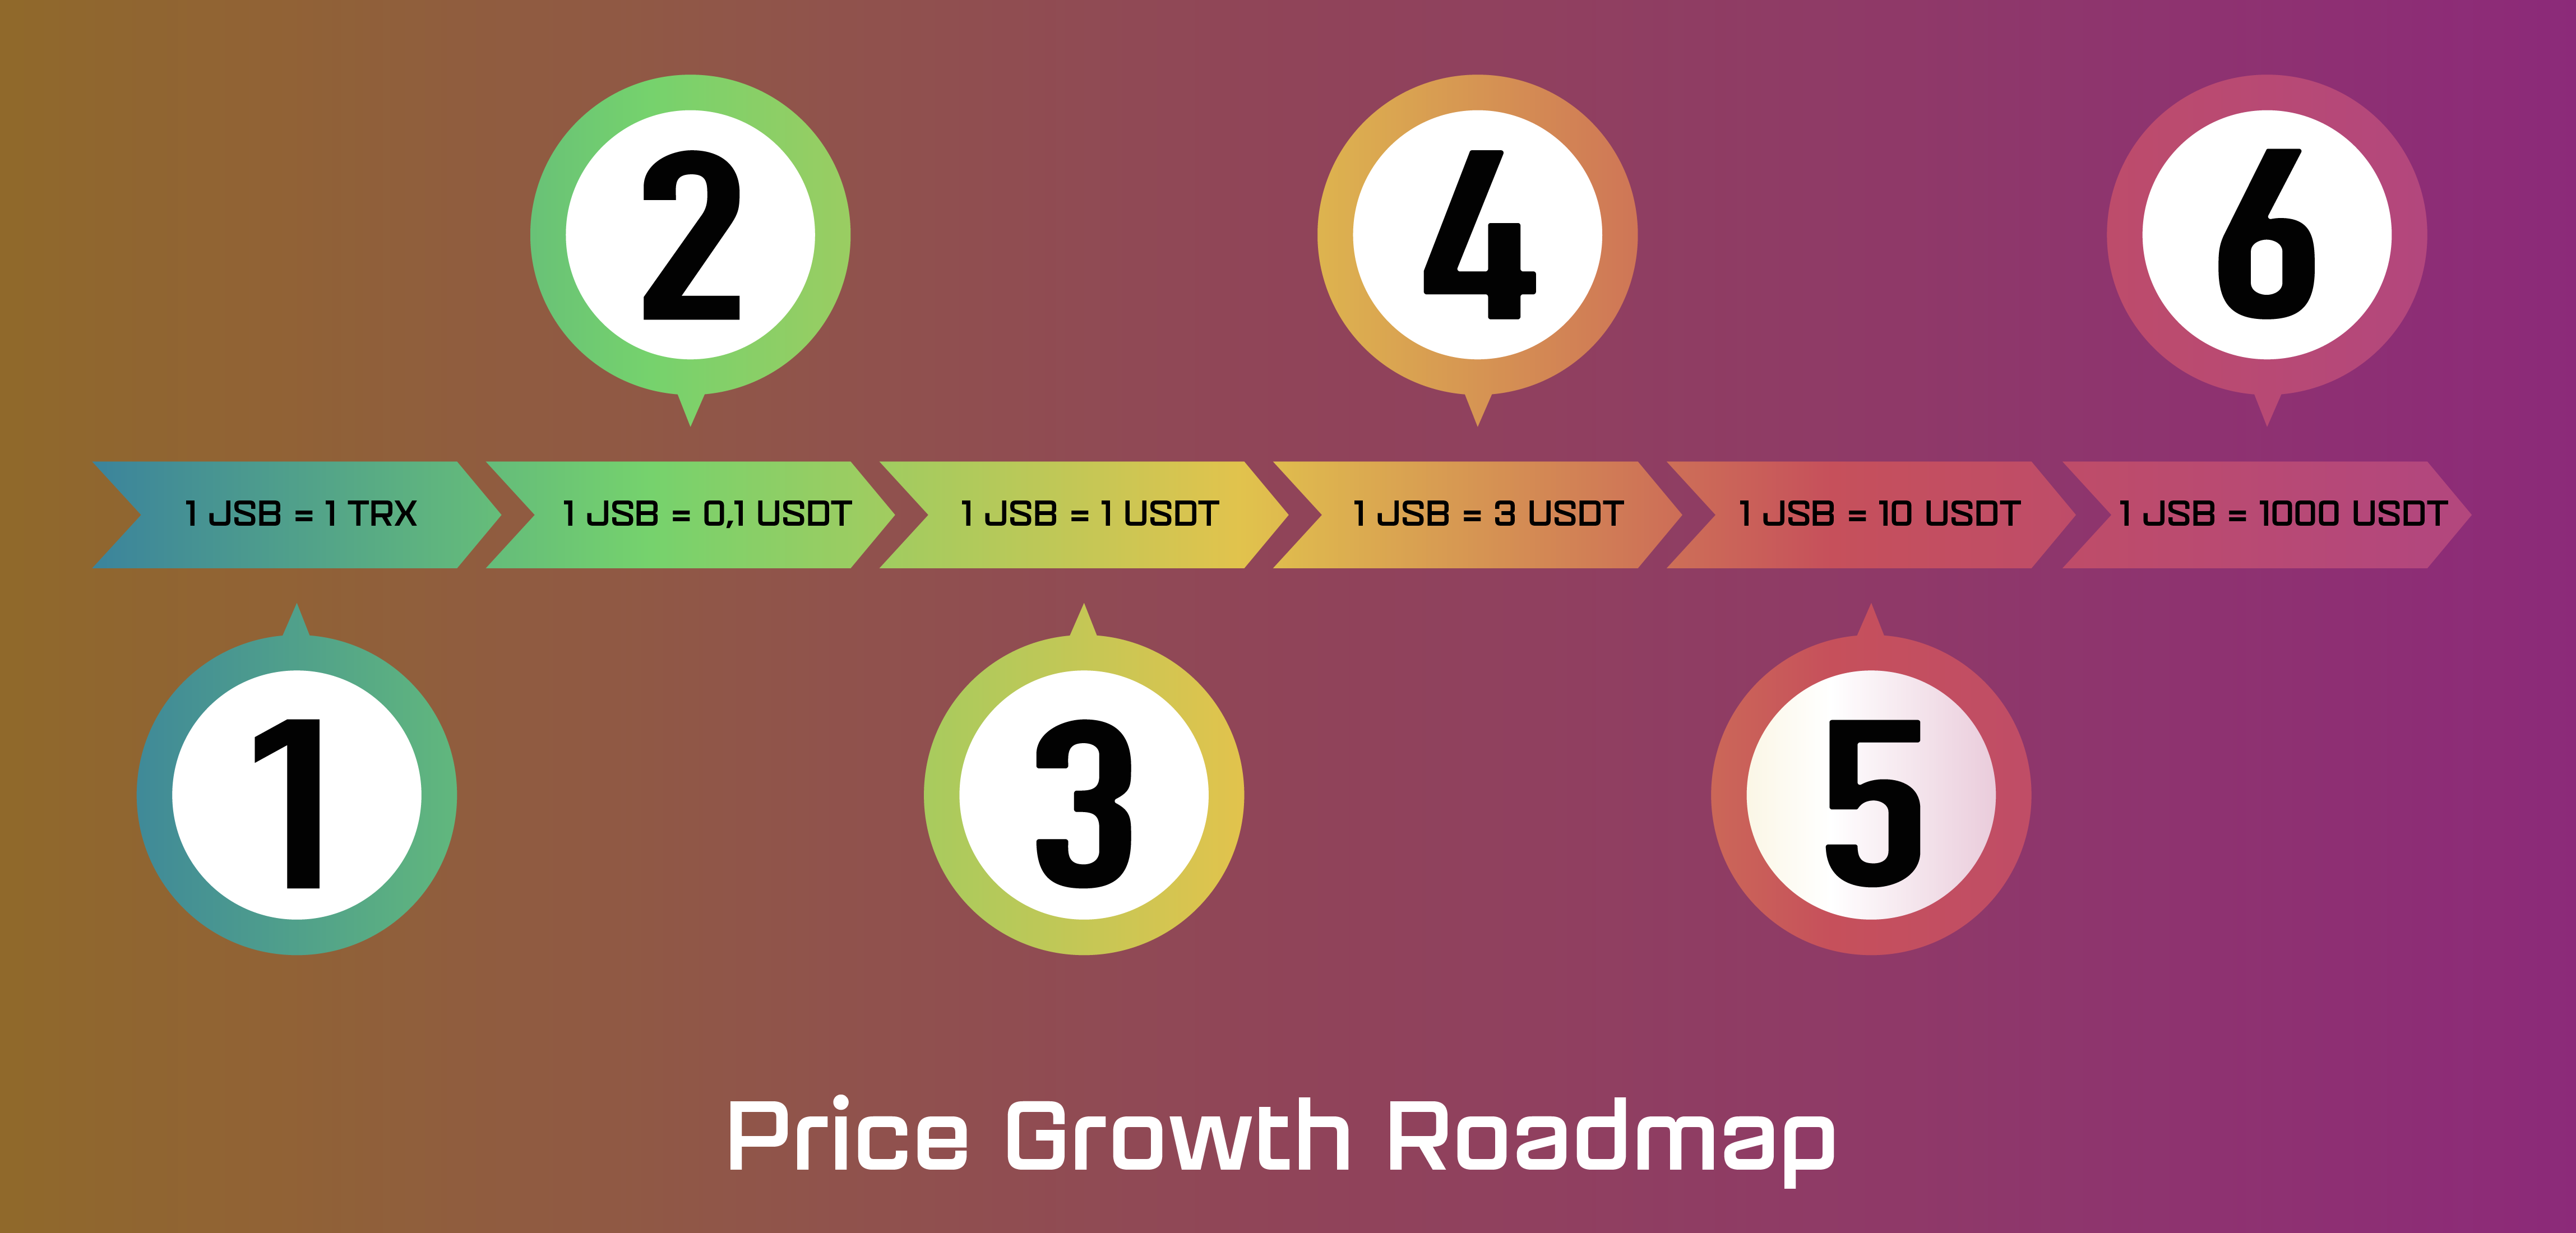 2
4
6
1 JSB = 1 TRX
1 JSB = 0,1 USDT
1 JSB = 1 USDT
1 JSB = 3 USDT
1 JSB = 10 USDT
1 JSB = 1000 USDT
1
3
5
Price Growth Roadmap